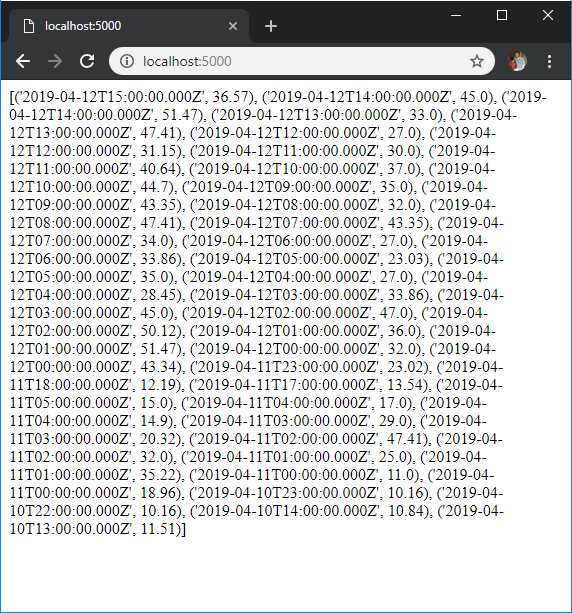 localhost:5000
localhost:5000
[('2019-04-12T15:00:00.000Z', 36.57), ('2019-04-12T14:00:00.000Z', 45.0), ('2019-
04-12T14:00:00.000Z', 51.47), ('2019-04-12T13:00:00.000Z', 33.0), ('2019-04-
12T13:00:00.000Z', 47.41), ('2019-04-12T12:00:00.000Z', 27.0), ('2019-04-
12T12:00:00.000Z', 31.15), ('2019-04-12T11:00:00.000Z', 30.0), ('2019-04-
12T11:00:00.000Z', 40.64), ('2019-04-12T10:00:00.000Z', 37.0), ('2019-04-
12T10:00:00.000Z', 44.7), ('2019-04-12T09:00:00.000Z', 35.0), ('2019-04-
12T09:00:00.000Z', 43.35), ('2019-04-12T08:00:00.000Z', 32.0), ('2019-04-
12T08:00:00.000Z', 47.41), ('2019-04-12T07:00:00.000Z', 43.35), ('2019-04-
12T07:00:00.000Z', 34.0), ('2019-04-12T06:00:00.000Z', 27.0), ('2019-04-
12T06:00:00.000Z', 33.86), ('2019-04-12T05:00:00.000Z', 23.03), ('2019-04-
12T05:00:00.000Z', 35.0), ('2019-04-12T04:00:00.000Z', 27.0), ('2019-04-
12T04:00:00.000Z', 28.45), ('2019-04-12T03:00:00.000Z', 33.86), ('2019-04-
12T03:00:00.000Z', 45.0), ('2019-04-12T02:00:00.000Z', 47.0), ('2019-04-
12T02:00:00.000Z', 50.12), ('2019-04-12T01:00:00.000Z', 36.0), ('2019-04-
12T01:00:00.000Z', 51.47), ('2019-04-12T00:00:00.000Z', 32.0), ('2019-04-
12T00:00:00.000Z', 43.34), ('2019-04-11T23:00:00.000Z', 23.02), ('2019-04-
11T18:00:00.000Z', 12.19), ('2019-04-11T17:00:00.000Z', 13.54), ('2019-04-
11T05:00:00.000Z', 15.0), ('2019-04-11T04:00:00.000Z', 17.0), ('2019-04-
11T04:00:00.000Z', 14.9), ('2019-04-11T03:00:00.000Z', 29.0), ('2019-04-
11T03:00:00.000Z', 20.32), ('2019-04-11T02:00:00.000Z', 47.41), ('2019-04-
11T02:00:00.000Z', 32.0), ('2019-04-11T01:00:00.000Z', 25.0), ('2019-04-
11T01:00:00.000Z', 35.22), ('2019-04-11T00:00:00.000Z', 11.0), ('2019-04-
11T00:00:00.000Z', 18.96), ('2019-04-10T23:00:00.000Z', 10.16), ('2019-04-
10T22:00:00.000Z', 10.16), ('2019-04-10T14:00:00.000Z', 10.84), ('2019-04-
10T13:00:00.000Z', 11.51)]